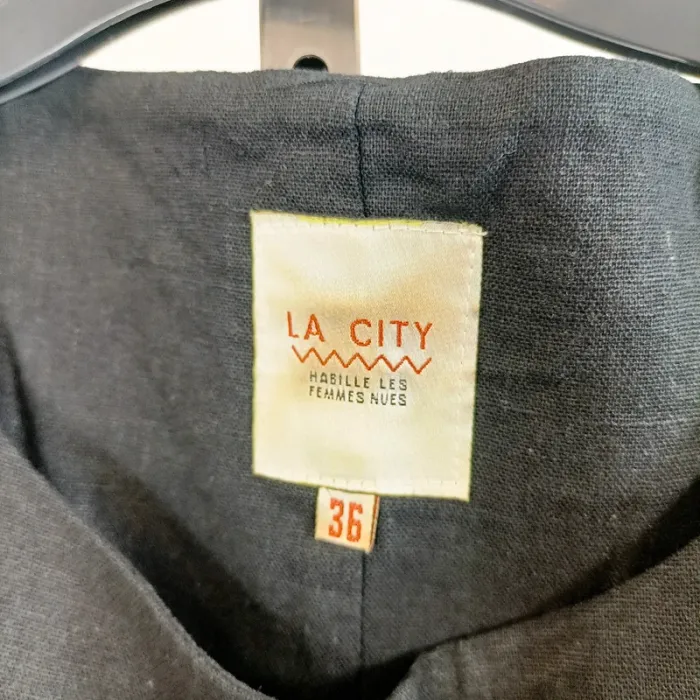 LA CITY
HABILLE LES
FEMMES NUES
36